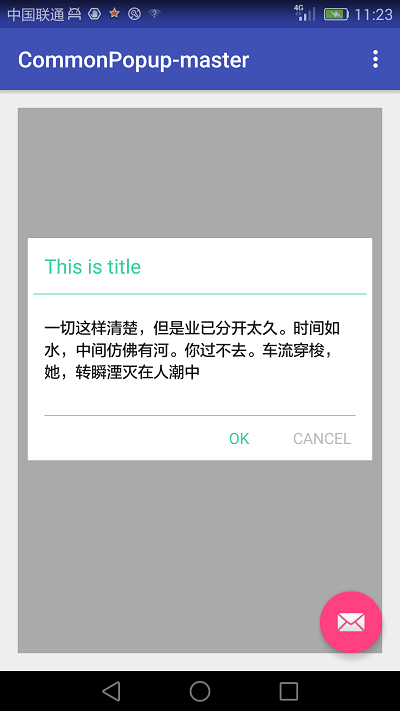 中国联通
4G
11:23
CommonPopup-master
This is title
一切这样清楚，但是业已分开太久。时间如
水，中间仿佛有河。你过不去。车流穿梭，
她，转瞬湮灭在人潮中
OK CANCEL